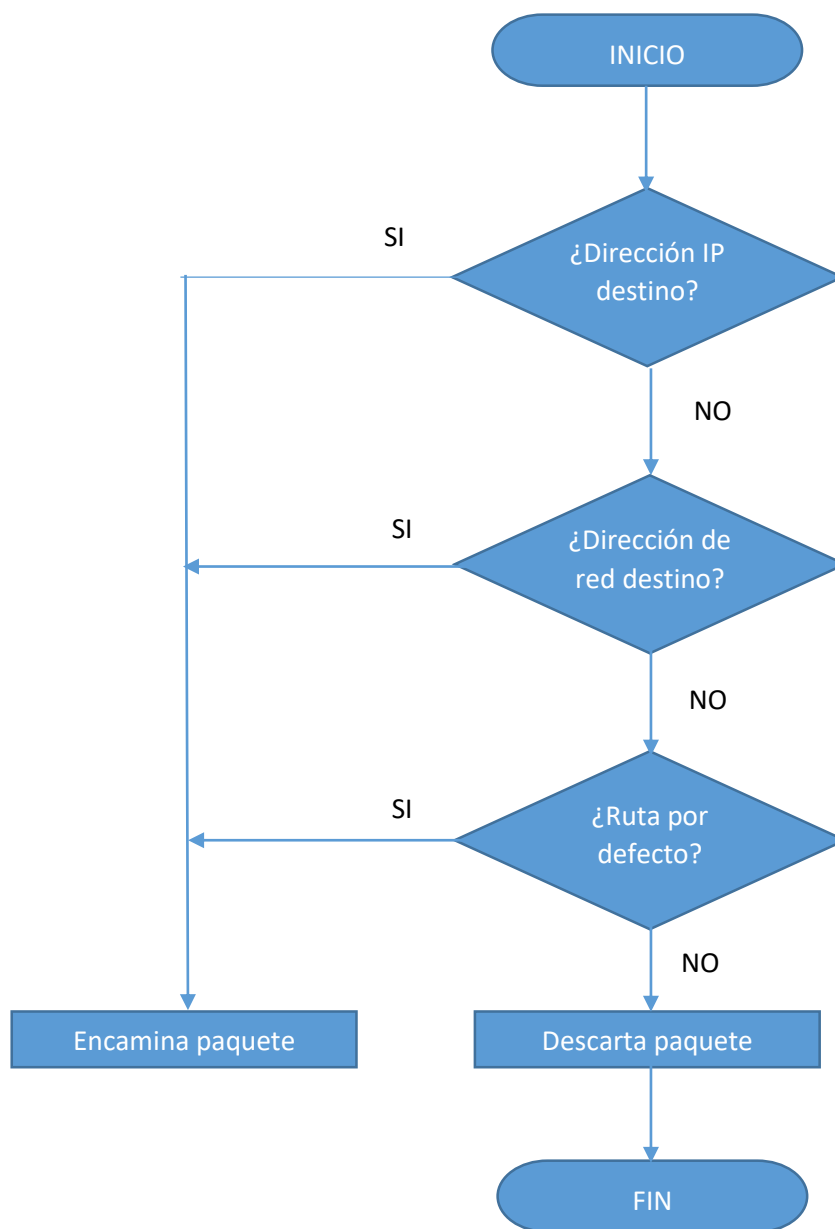 INICIO
SI
¿Dirección IP
destino?
NO
SI
¿Dirección de
red destino?
NO
SI
¿Ruta por
defecto?
NO
Encamina paquete
Descarta paquete
FIN